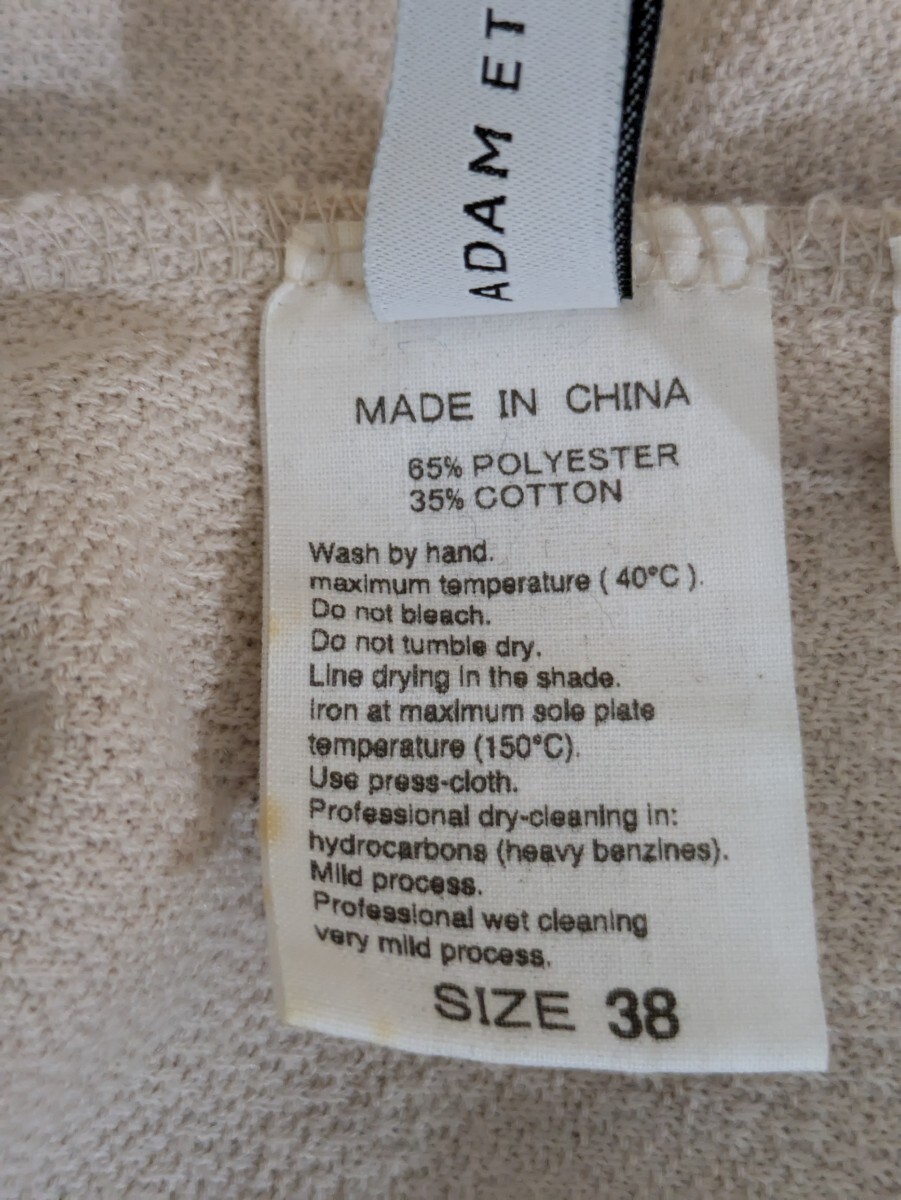 ADAM ET
MADE IN CHINA
65% POLYESTER
35% COTTON
Wash by hand.
maximum temperature ( 40°C ).
Do not bleach.
Do not tumble dry.
Line drying in the shade.
Iron at maximum sole plate
temperature (150°C).
Use press-cloth.
Professional dry-cleaning in:
hydrocarbons (heavy benzines).
Mild process.
Professional wet cleaning
very mild process.
SIZE 38